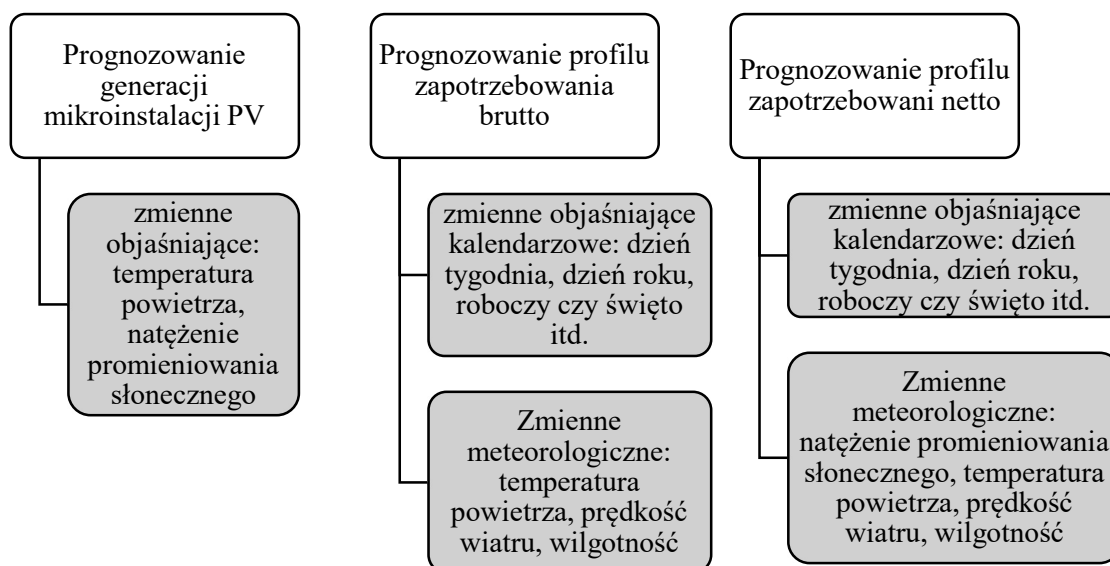 Prognozowanie
generacji
mikroinstalacji PV
zmienne
objaśniające:
temperatura
powietrza,
natężenie
promieniowania
słonecznego
Prognozowanie profilu
zapotrzebowania
brutto
zmienne objaśniające
kalendarzowe: dzień
tygodnia, dzień roku,
roboczy czy święto
itd.
Zmienne
meteorologiczne:
temperatura
powietrza, prędkość
wiatru, wilgotność
Prognozowanie profilu
zapotrzebowani netto
zmienne objaśniające
kalendarzowe: dzień
tygodnia, dzień roku,
roboczy czy święto itd.
Zmienne
meteorologiczne:
natężenie promieniowania
słonecznego, temperatura
powietrza, prędkość
wiatru, wilgotność